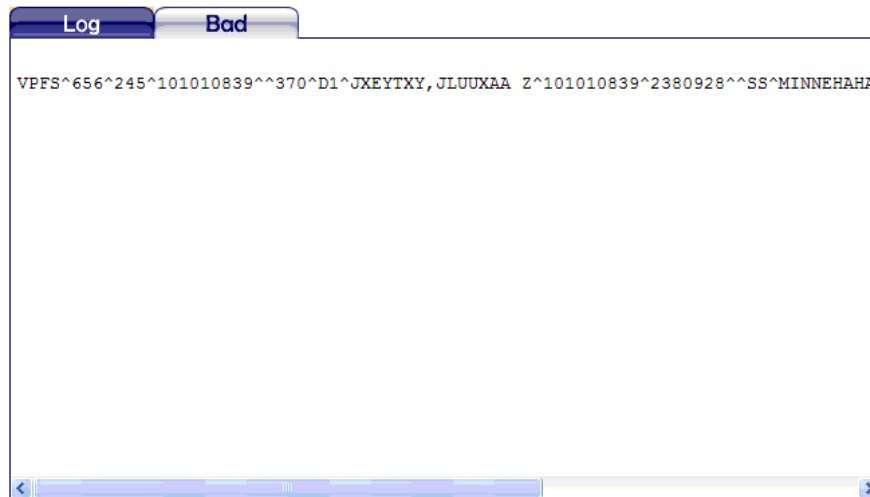 Log
Bad
VPFS^656^245^101010839^^370^D1^JXEYTXY,JLUUXAA Z^101010839^2380928^^SS^MINNEHAHA